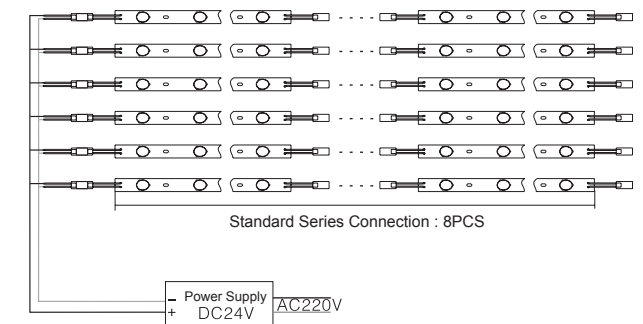 Standard Series Connection : 8PCS
− Power Supply
+ DC24V
AC220V